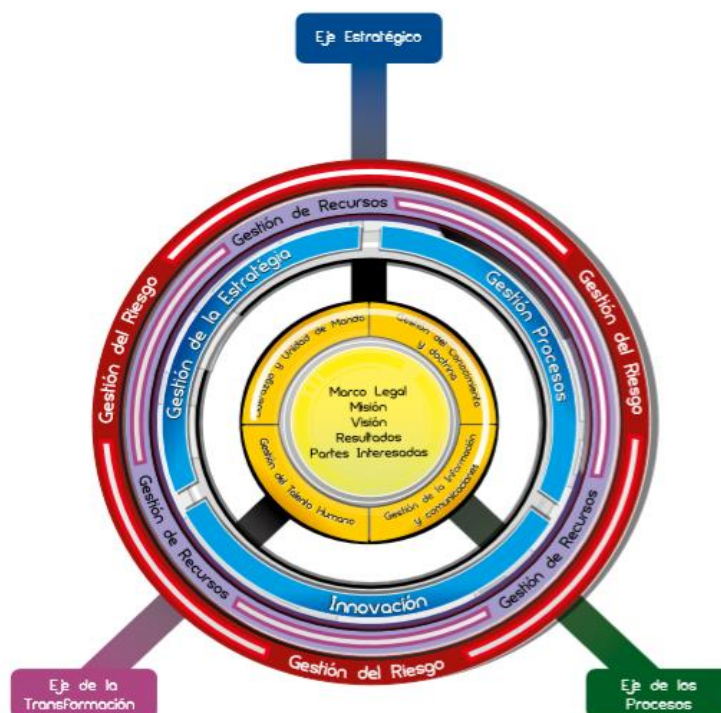 Eje Estratégico
Gestión de Recursos
Gestión del Riesgo
Gestión de la Estratégia
Gestión Procesos
Gestión del Riesgo
Liderazgo y Unidad de Mando
Gestión del Conocimiento
y doctrina
Marco Legal
Misión
Visión
Resultados
Partes Interesadas
Gestión del Talento Humano
Gestión de la Información
y comunicaciones
Gestión de Recursos
Gestión de Recursos
Innovación
Gestión del Riesgo
Eje de la
Transformación
Eje de los
Procesos